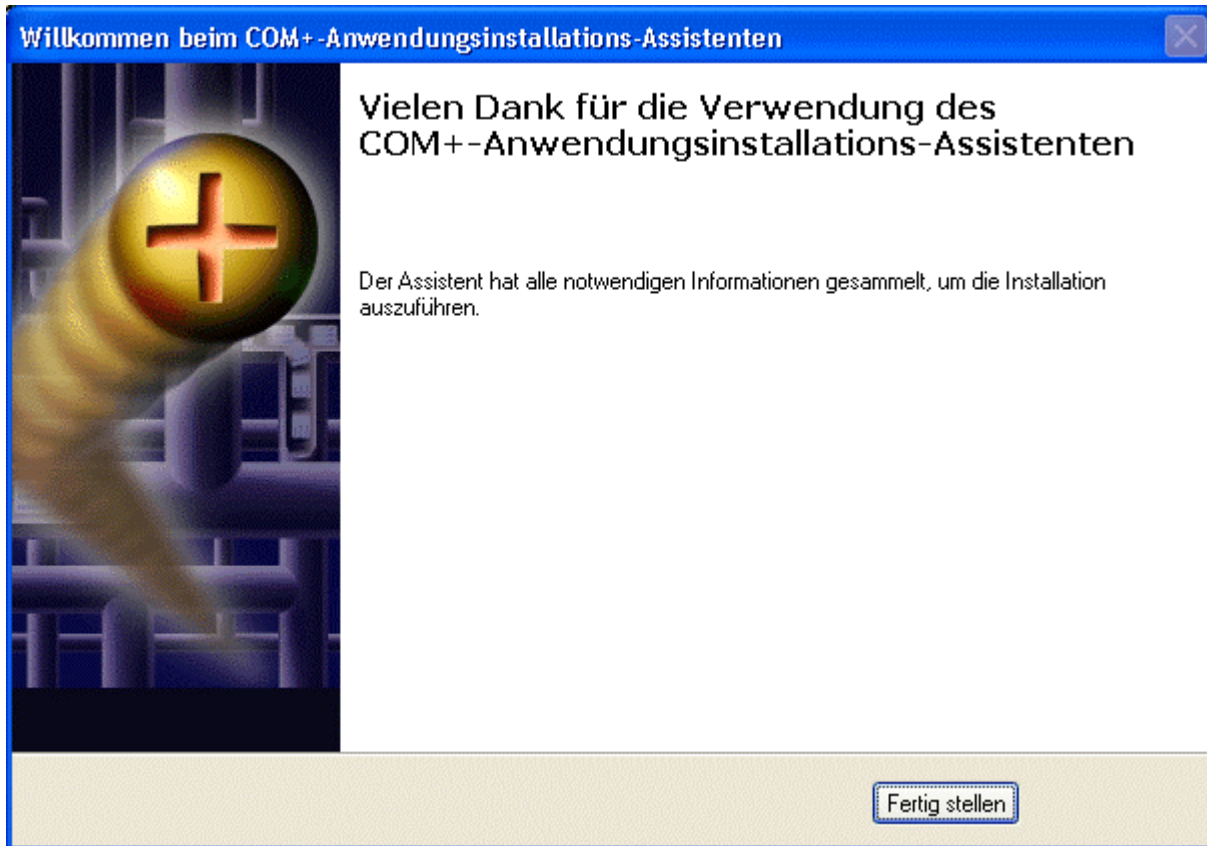 Willkommen beim COM+-Anwendungsinstallations-Assistenten
Vielen Dank für die Verwendung des
COM+-Anwendungsinstallations-Assistenten
Der Assistent hat alle notwendigen Informationen gesammelt, um die Installation
auszuführen.
Fertig stellen